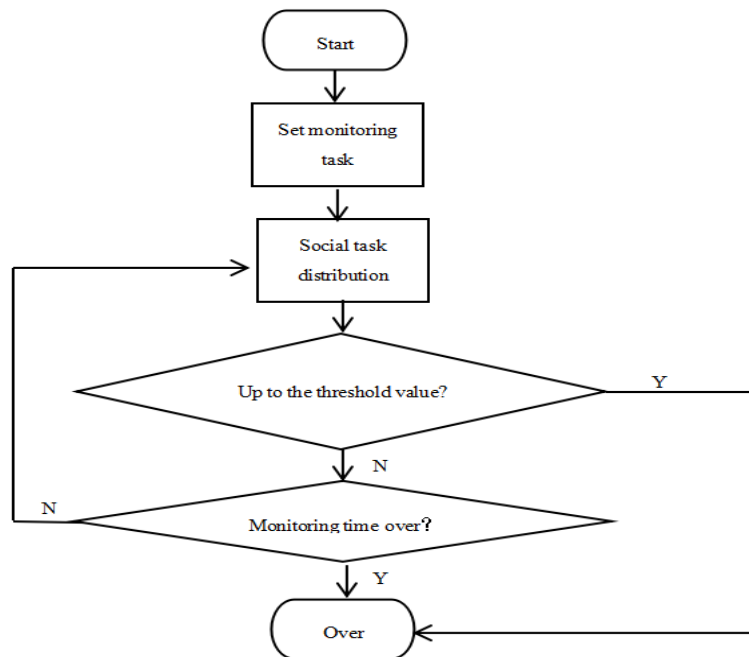 Start
Set monitoring
task
Social task
distribution
Up to the threshold value?
Y
N
N
Monitoring time over?
Y
Over